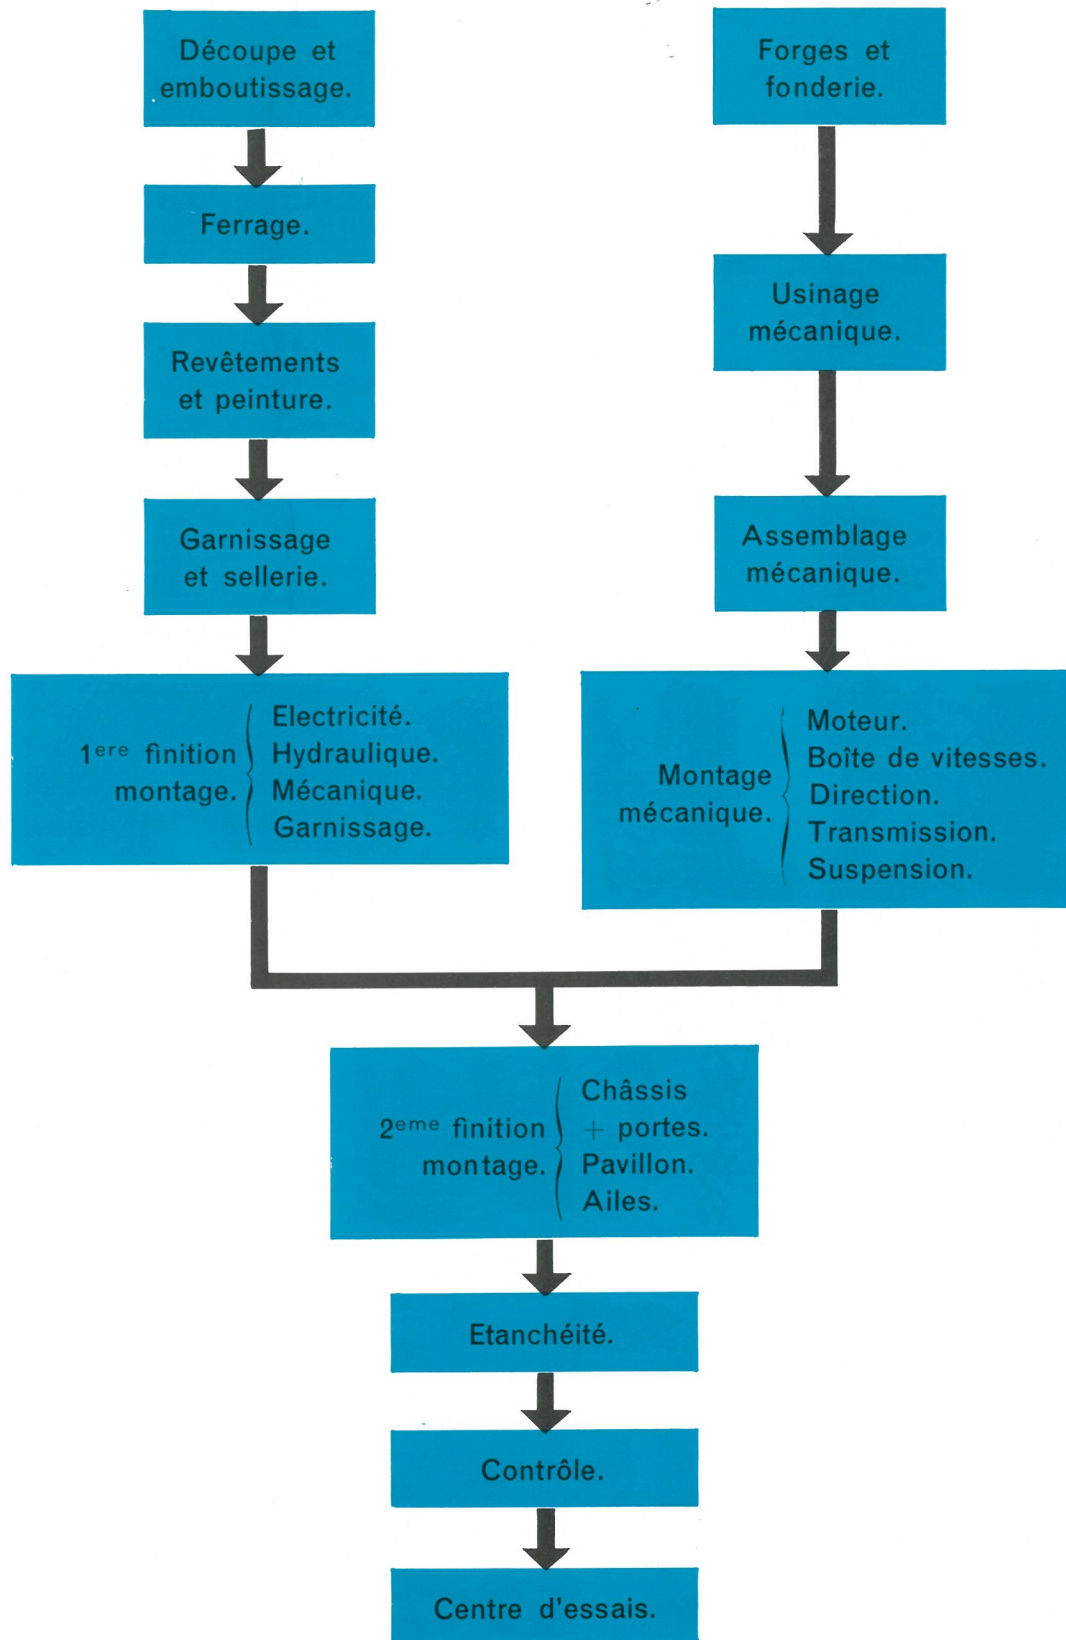 Découpe et
emboutissage.
Ferrage.
Revêtements
et peinture.
Garnissage
et sellerie.
1ere finition
montage.
Electricité.
Hydraulique.
Mécanique.
Garnissage.
Forges et
fonderie.
Usinage
mécanique.
Assemblage
mécanique.
Montage
mécanique.
Moteur.
Boîte de vitesses.
Direction.
Transmission.
Suspension.
2eme finition
montage.
Châssis
+ portes.
Pavillon.
Ailes.
Etanchéité.
Contrôle.
Centre d'essais.